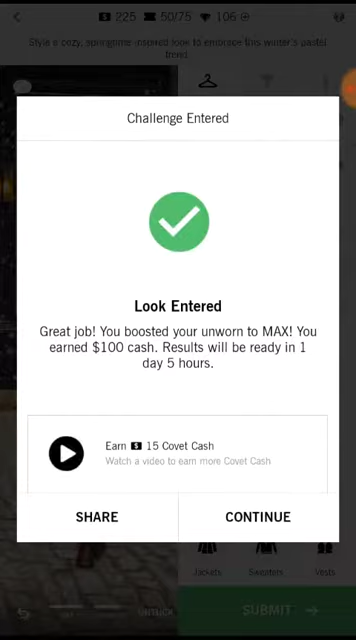 225 50/75 106
Style a cozy, springtime-inspired look to embrace this winter's pastel
trend.
Challenge Entered
Look Entered
Great job! You boosted your unworn to MAX! You
earned $100 cash. Results will be ready in 1
day 5 hours.
Earn $ 15 Covet Cash
Watch a video to earn more Covet Cash
SHARE CONTINUE
Jackets Sweaters Vests
UNTUCK SUBMIT